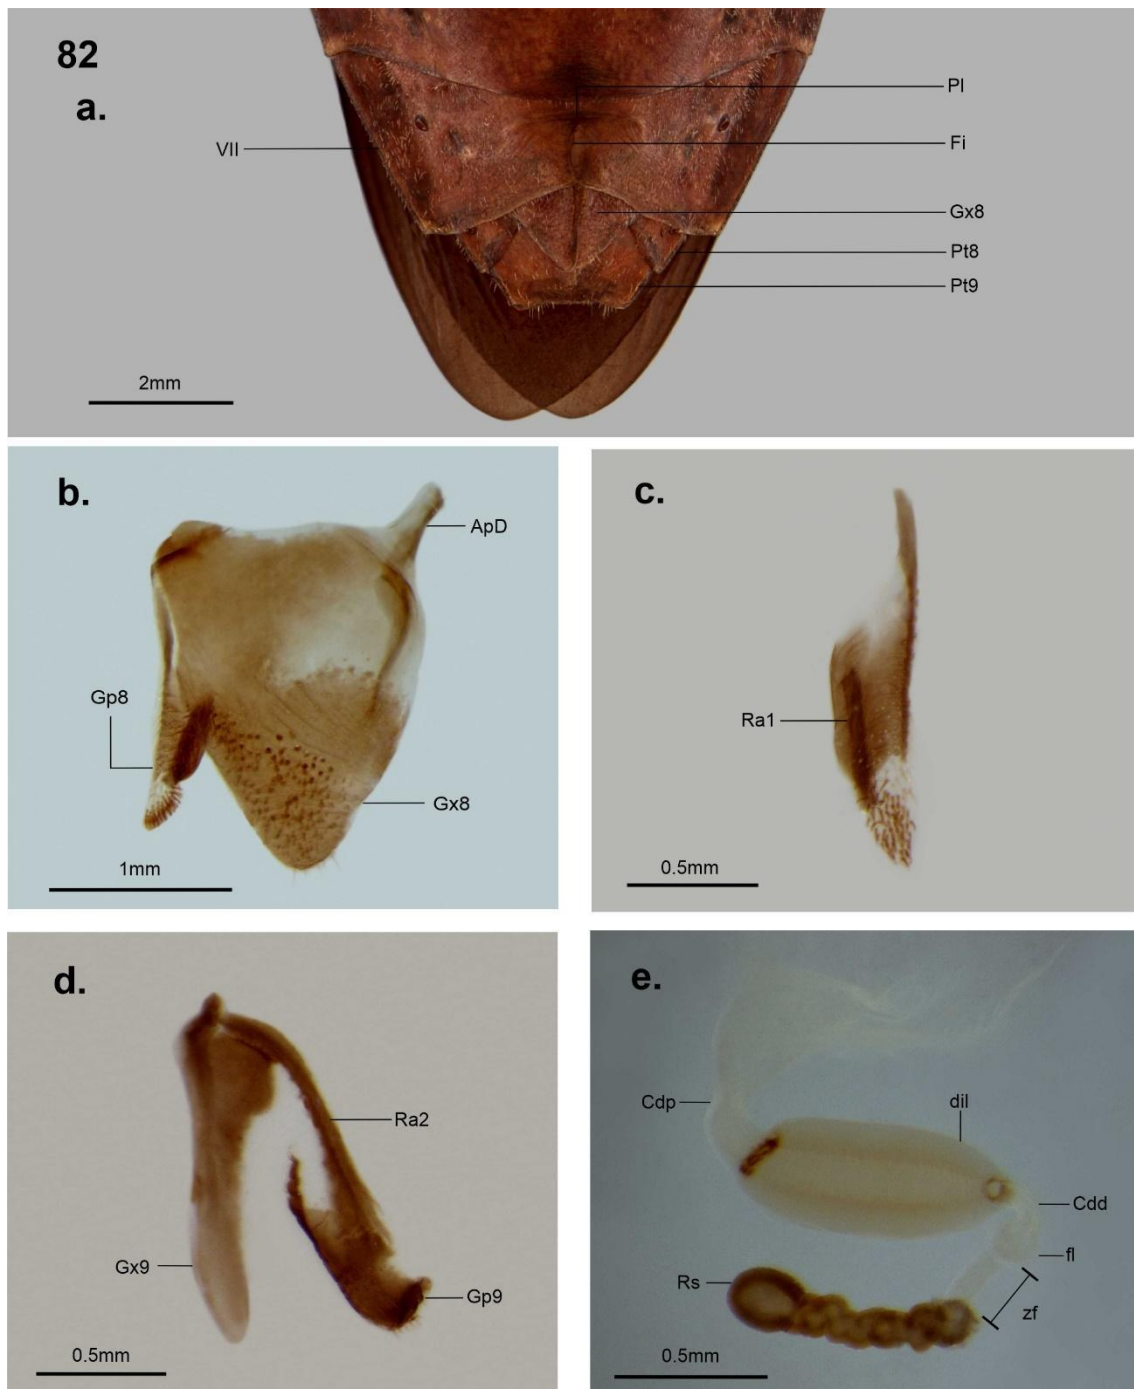 82
a.
Pl
Fi
VII
Gx8
Pt8
Pt9
2mm
b.
ApD
Gp8
Gx8
1mm
c.
Ra1
0.5mm
d.
Ra2
Gx9
Gp9
0.5mm
e.
Cdp
dil
Cdd
fl
Rs
zf
0.5mm